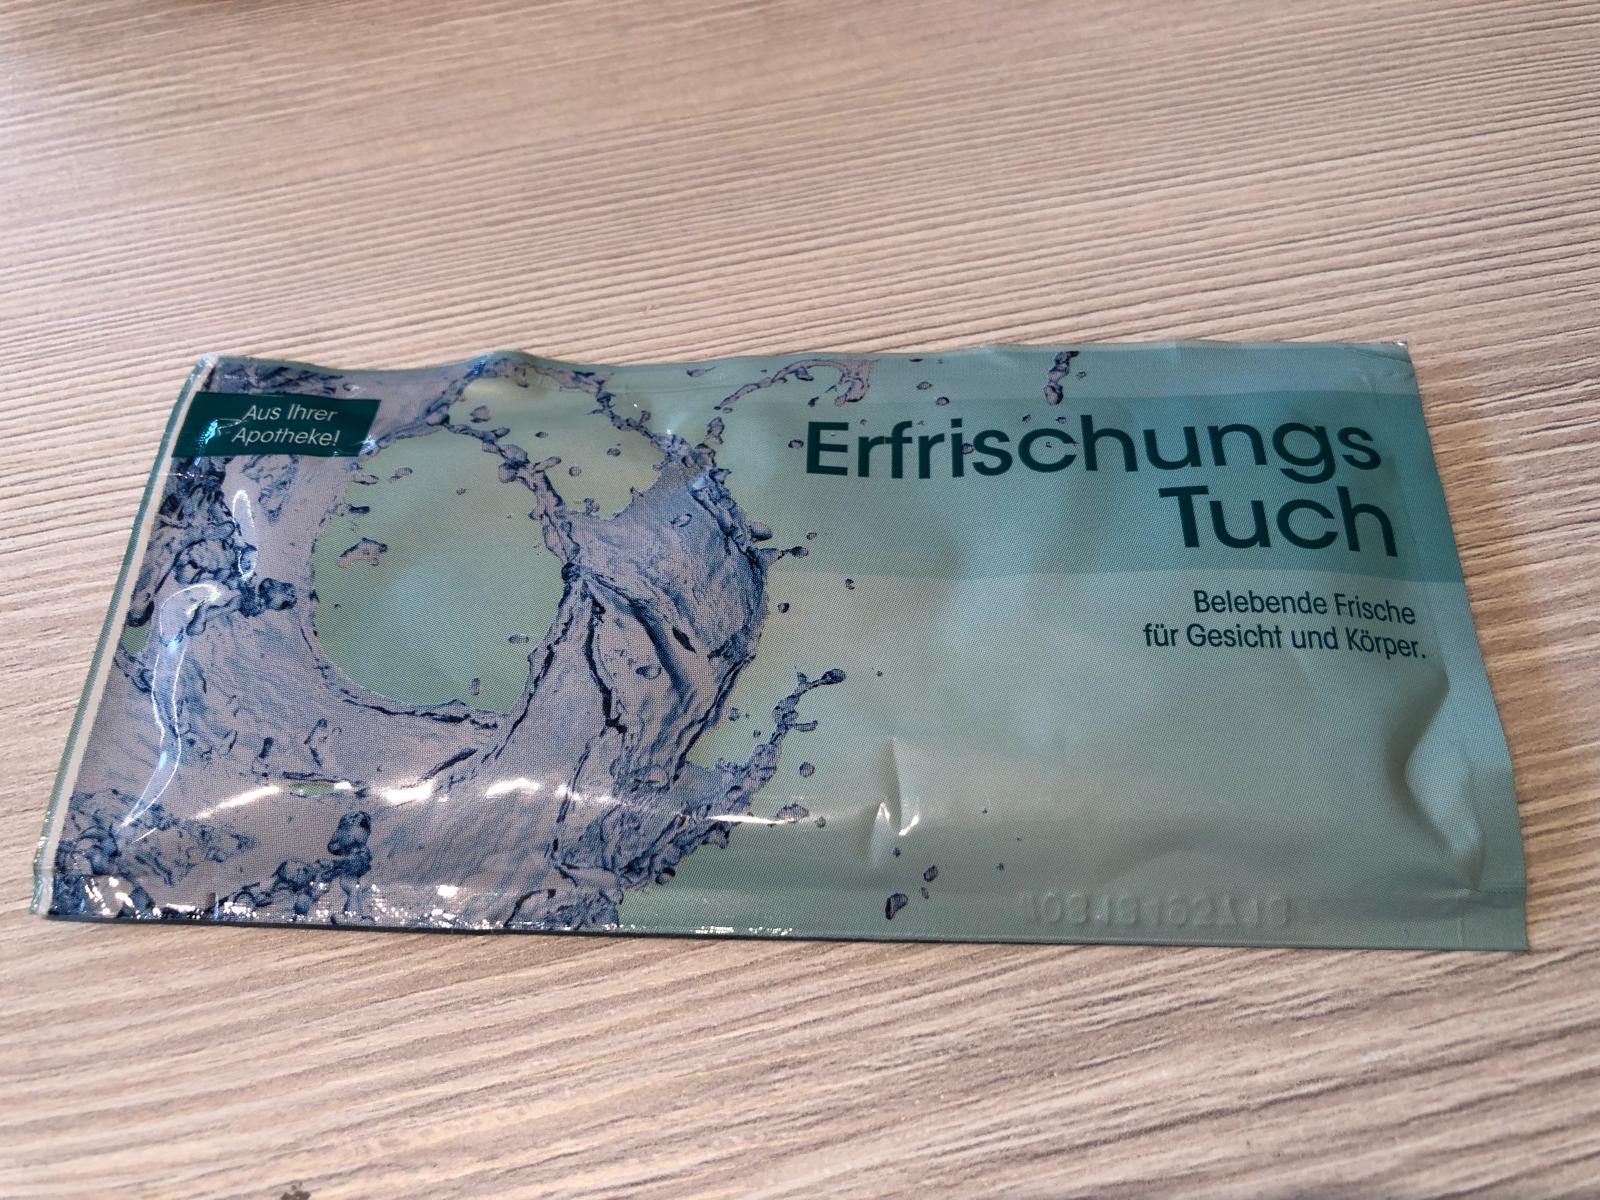 Aus Ihrer
Apotheke!
Erfrischungs
Tuch
Belebende Frische
für Gesicht und Körper.